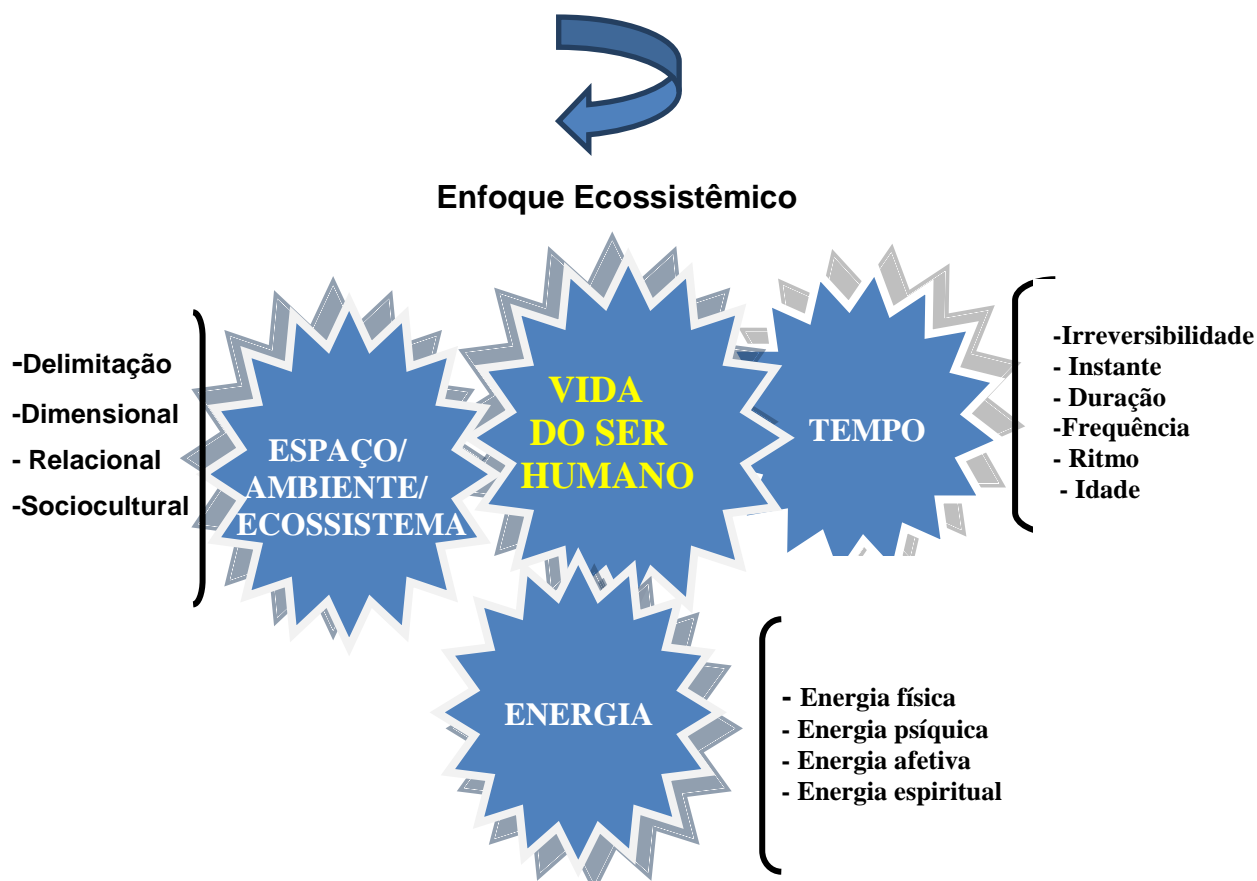 Enfoque Ecossistêmico
-Delimitação
-Dimensional
- Relacional
-Sociocultural
ESPAÇO/
AMBIENTE/
ECOSSISTEMA
VIDA
DO SER
HUMANO
TEMPO
-Irreversibilidade
- Instante
- Duração
-Frequência
- Ritmo
- Idade
ENERGIA
- Energia física
- Energia psíquica
- Energia afetiva
- Energia espiritual